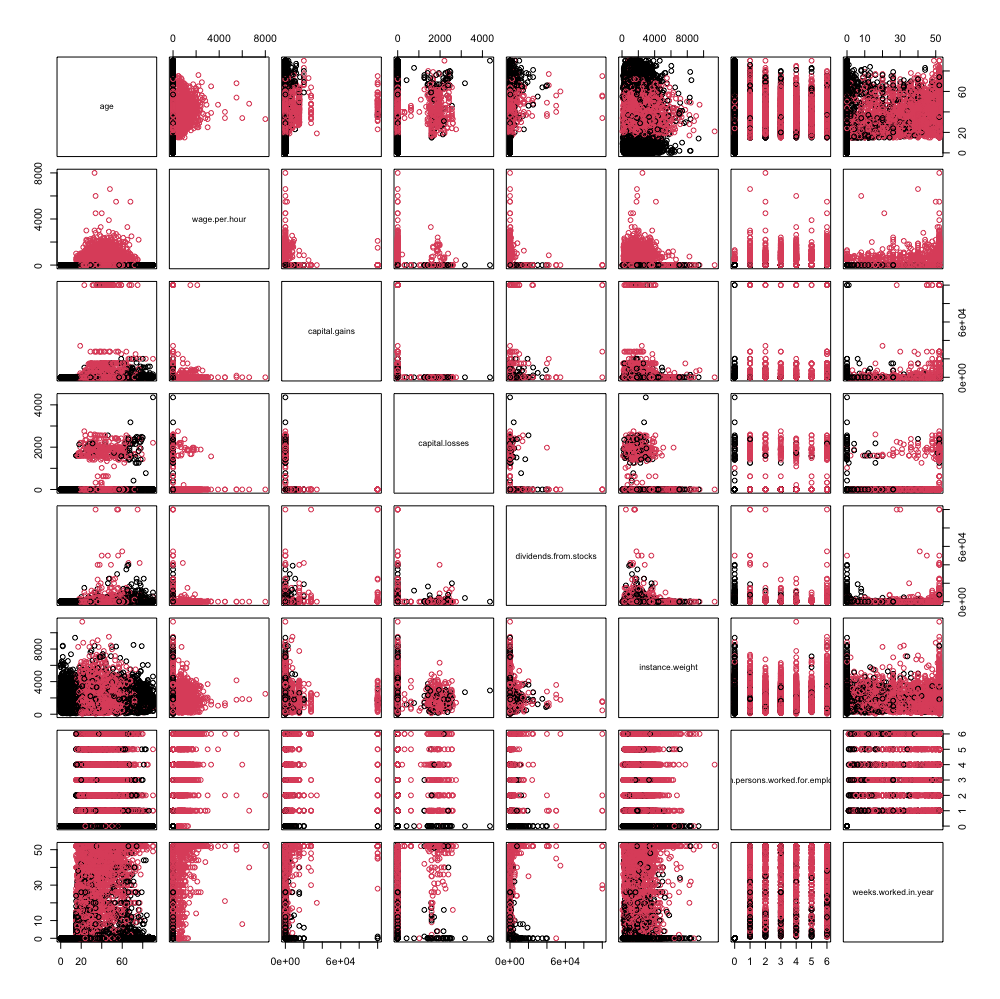 0 4000 8000
0 2000 4000
0 4000 8000
0 10 30 50
age
0 20 60
0 4000 8000
wage.per.hour
capital.gains
0e+00 6e+04
0 2000 4000
capital.losses
dividends.from.stocks
0e+00 6e+04
0 4000 8000
instance.weight
.persons.worked.for.emplo
0 1 2 3 4 5 6
0 10 30 50
weeks.worked.in.year
0 20 60
0e+00 6e+04
0e+00 6e+04
0 1 2 3 4 5 6